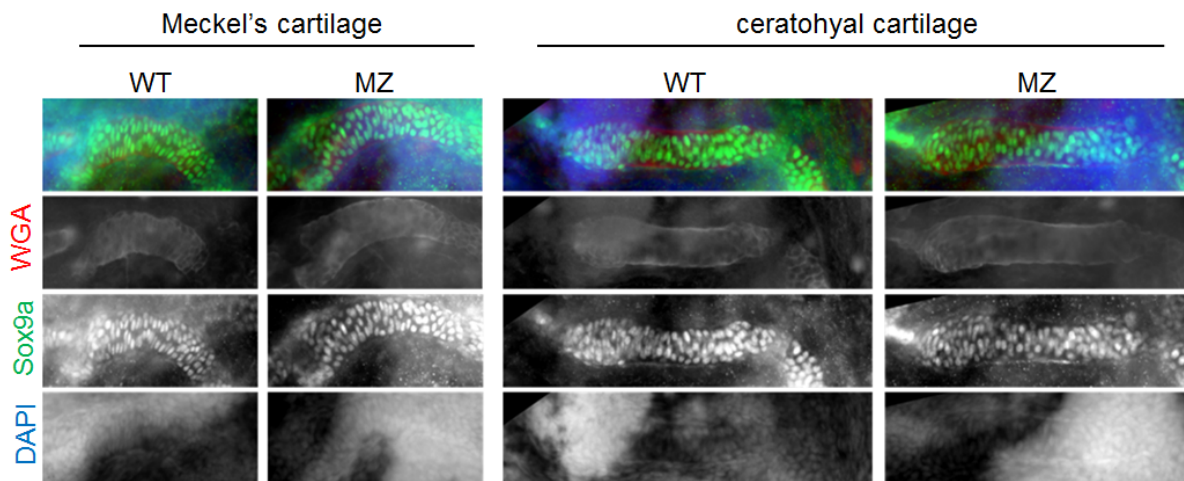 Meckel's cartilage
ceratohyal cartilage
WT
MZ
WT
MZ
WGA
Sox9a
DAPI